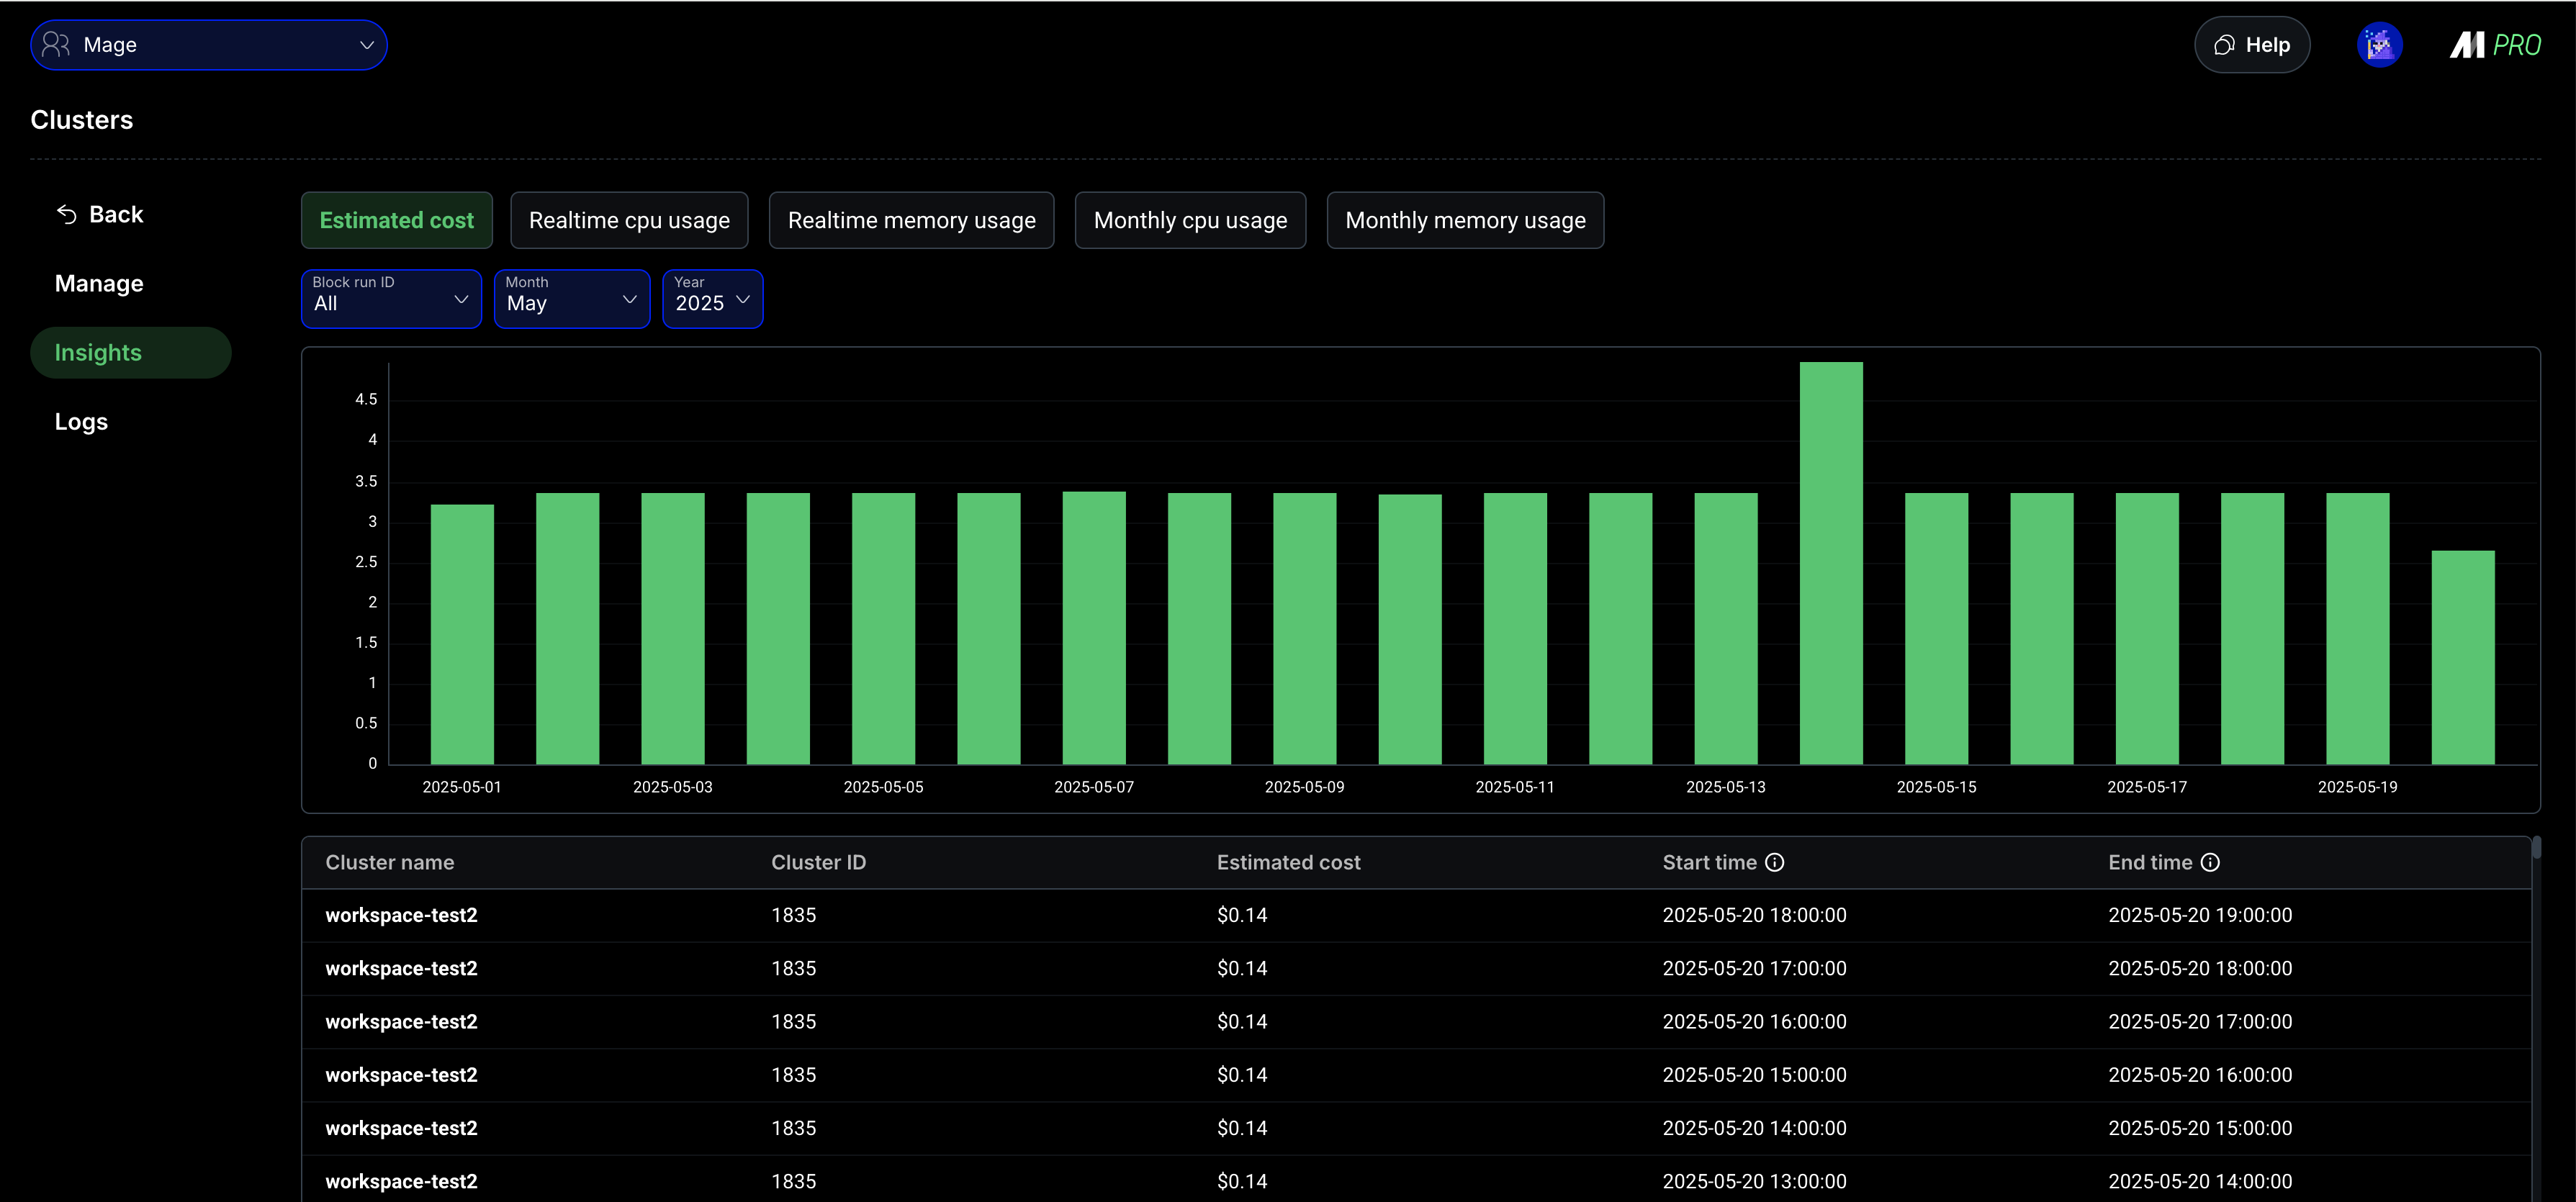 Mage
Help
PRO
Clusters
Back
Manage
Insights
Logs
Estimated cost
Realtime cpu usage
Realtime memory usage
Monthly cpu usage
Monthly memory usage
Block run ID
All
Month
May
Year
2025
4.5
4
3.5
3
2.5
2
1.5
1
0.5
0
2025-05-01
2025-05-03
2025-05-05
2025-05-07
2025-05-09
2025-05-11
2025-05-13
2025-05-15
2025-05-17
2025-05-19
Cluster name Cluster ID Estimated cost Start time End time
workspace-test2 1835 $0.14 2025-05-20 18:00:00 2025-05-20 19:00:00
workspace-test2 1835 $0.14 2025-05-20 17:00:00 2025-05-20 18:00:00
workspace-test2 1835 $0.14 2025-05-20 16:00:00 2025-05-20 17:00:00
workspace-test2 1835 $0.14 2025-05-20 15:00:00 2025-05-20 16:00:00
workspace-test2 1835 $0.14 2025-05-20 14:00:00 2025-05-20 15:00:00
workspace-test2 1835 $0.14 2025-05-20 13:00:00 2025-05-20 14:00:00